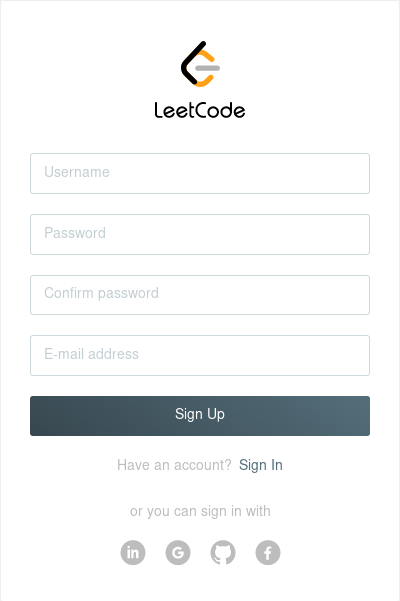 LeetCode
Username
Password
Confirm password
E-mail address
Sign Up
Have an account? Sign In
or you can sign in with
in G f